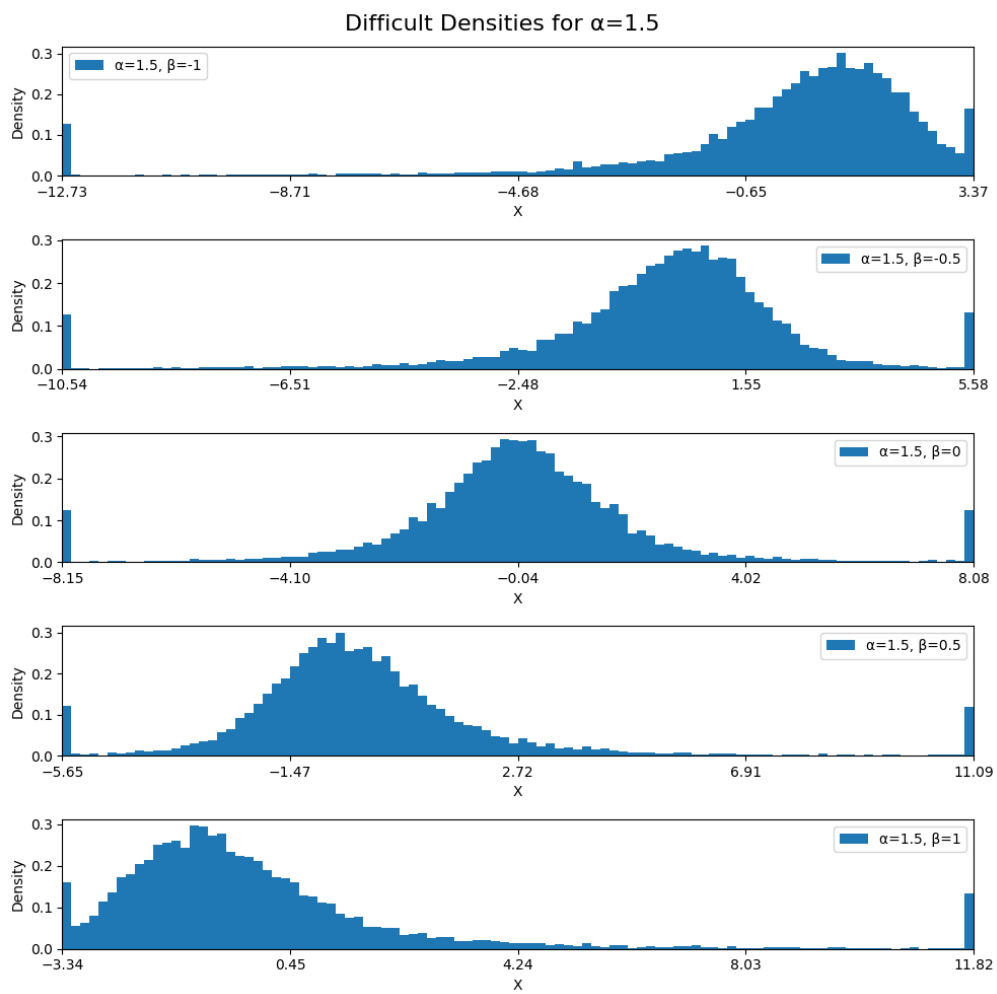 Difficult Densities for α=1.5
α=1.5, β=-1
Density
0.3
0.2
0.1
0.0
−12.73 −8.71 −4.68 −0.65 3.37
X
α=1.5, β=-0.5
Density
0.3
0.2
0.1
0.0
−10.54 −6.51 −2.48 1.55 5.58
X
α=1.5, β=0
Density
0.3
0.2
0.1
0.0
−8.15 −4.10 −0.04 4.02 8.08
X
α=1.5, β=0.5
Density
0.3
0.2
0.1
0.0
−5.65 −1.47 2.72 6.91 11.09
X
α=1.5, β=1
Density
0.3
0.2
0.1
0.0
−3.34 0.45 4.24 8.03 11.82
X